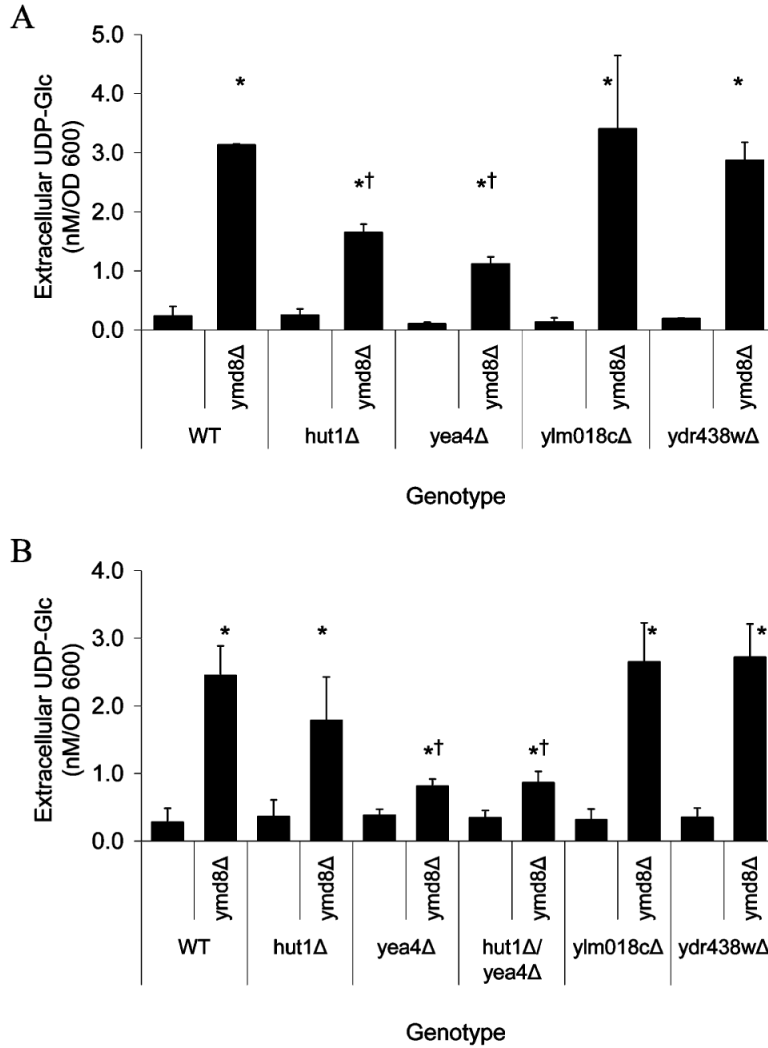 A
Extracellular UDP-Glc
(nM/OD 600)
5.0
4.0
3.0
2.0
1.0
0.0
*
*†
*†
*
*
ymd8Δ
ymd8Δ
ymd8Δ
ymd8Δ
ymd8Δ
WT
hut1Δ
yea4Δ
ylm018cΔ
ydr438wΔ
Genotype
B
Extracellular UDP-Glc
(nM/OD 600)
4.0
3.0
2.0
1.0
0.0
*
*
*†
*†
*
*
ymd8Δ
ymd8Δ
ymd8Δ
ymd8Δ
ymd8Δ
ymd8Δ
WT
hut1Δ
yea4Δ
hut1Δ/
yea4Δ
ylm018cΔ
ydr438wΔ
Genotype